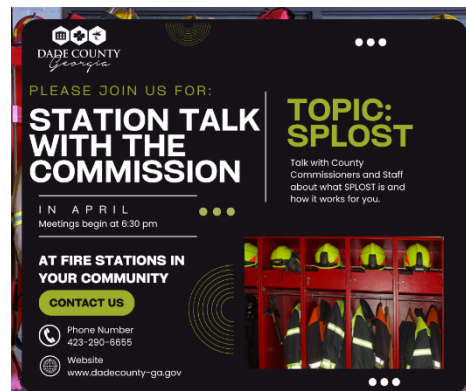 DADE COUNTY
Georgia
PLEASE JOIN US FOR:
STATION TALK
WITH THE
COMMISSION
IN APRIL
Meetings begin at 6:30 pm
TOPIC:
SPLOST
Talk with County
Commissioners and Staff
about what SPLOST is and
how it works for you.
AT FIRE STATIONS IN
YOUR COMMUNITY
CONTACT US
Phone Number
423-290-6655
Website
www.dadecounty-ga.gov